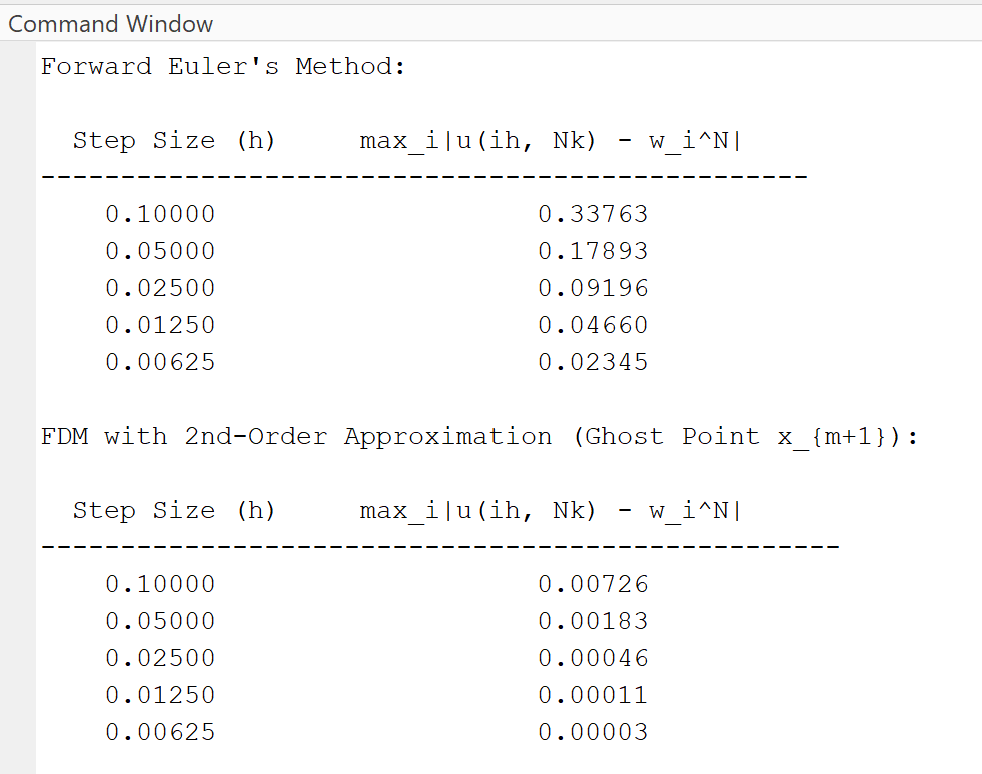 Command Window
Forward Euler's Method:
Step Size (h) max_i|u(ih, Nk) - w_i^N|
------------------------------------------------
0.10000 0.33763
0.05000 0.17893
0.02500 0.09196
0.01250 0.04660
0.00625 0.02345
FDM with 2nd-Order Approximation (Ghost Point x_{m+1}):
Step Size (h) max_i|u(ih, Nk) - w_i^N|
--------------------------------------------------
0.10000 0.00726
0.05000 0.00183
0.02500 0.00046
0.01250 0.00011
0.00625 0.00003